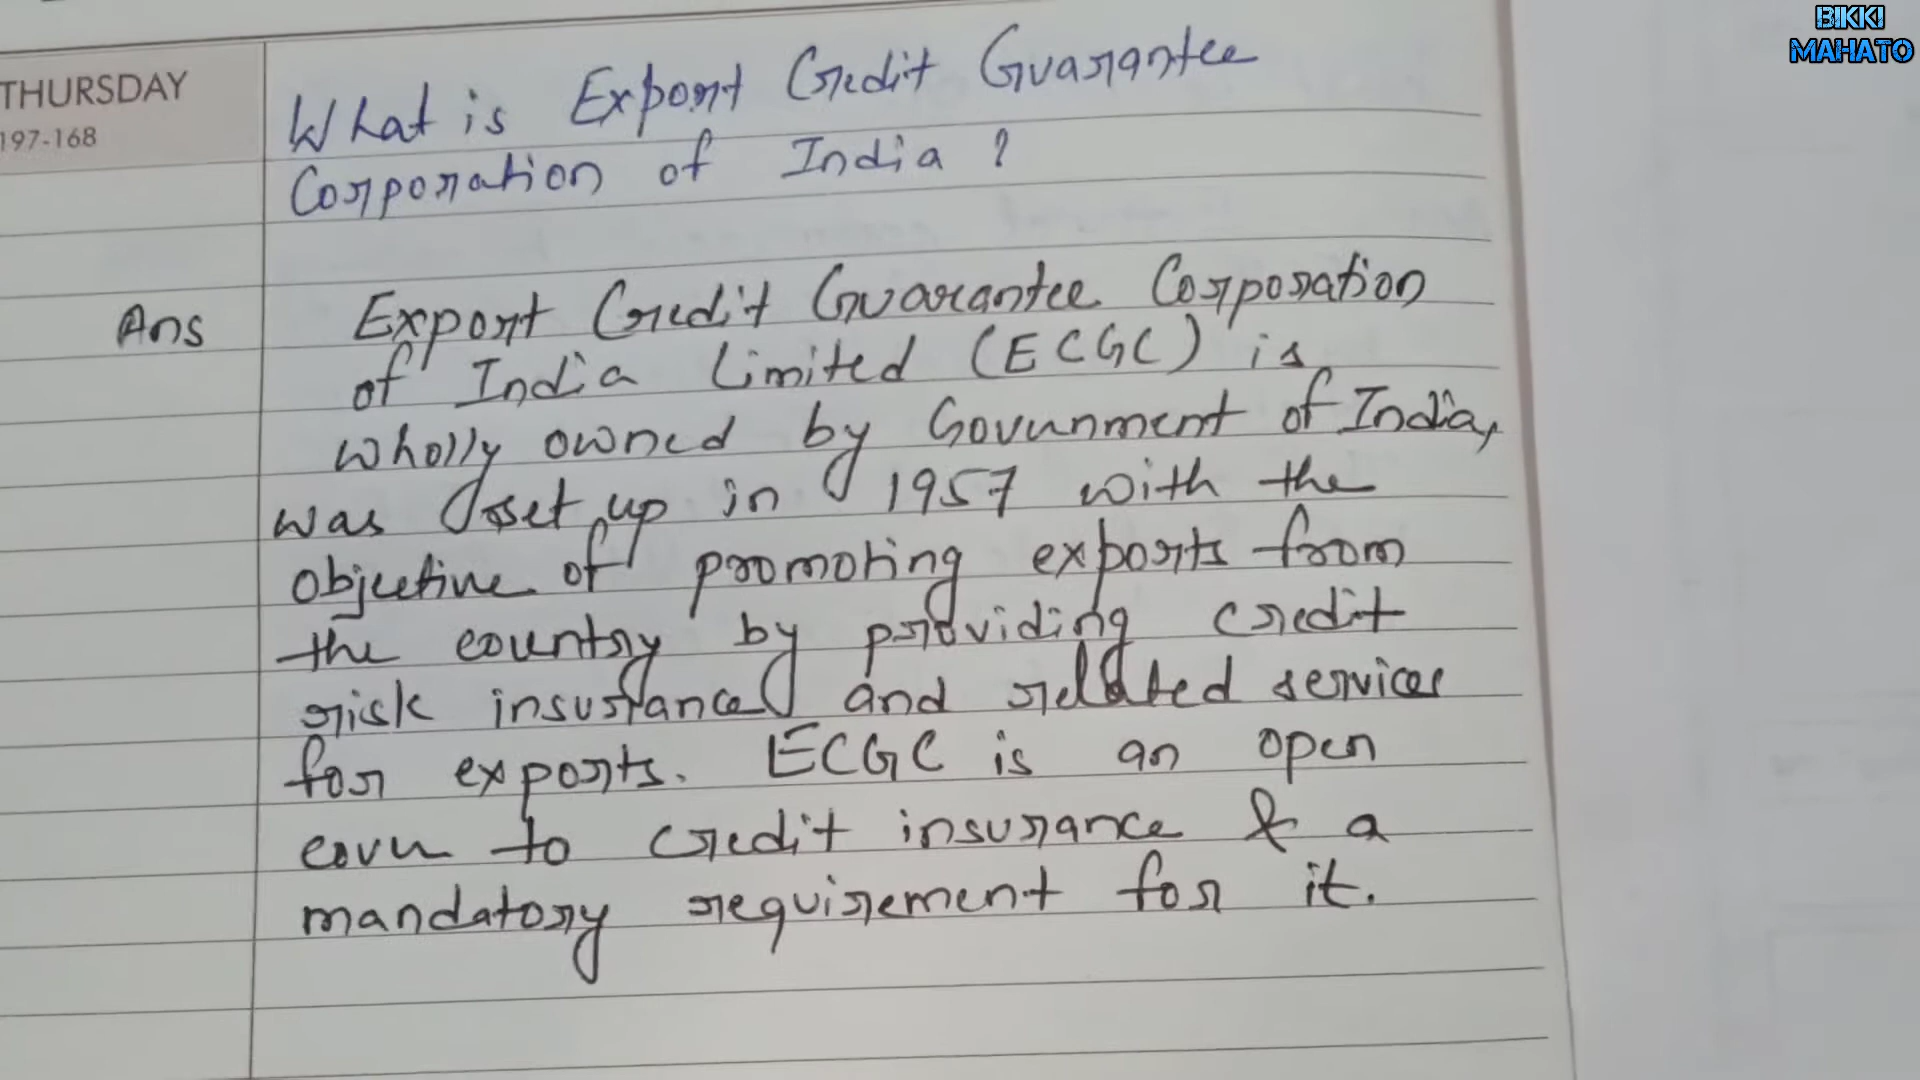 BIKKI
MAHATO
THURSDAY
197-168
What is Export Credit Guarantee
Corporation of India ?
Ans Export Credit Guarantee Corporation
of India Limited (ECGC) is
wholly owned by Government of India,
was set up in 1957 with the
objective of promoting exports from
the country by providing credit
risk insurance and related services
for exports. ECGC is an open
cover to credit insurance & a
mandatory requirement for it.